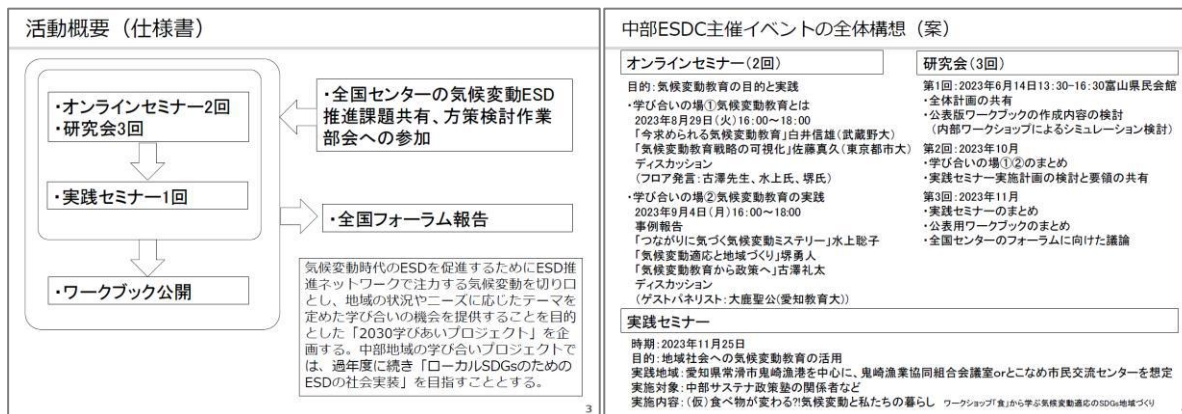 活動概要（仕様書）
・オンラインセミナー2回
・研究会3回
・実践セミナー1回
・ワークブック公開
・全国センターの気候変動ESD
推進課題共有、方策検討作業
部会への参加
・全国フォーラム報告
気候変動時代のESDを促進するためにESD推
進ネットワークで注力する気候変動を切り口
とし、地域の状況やニーズに応じたテーマを
定めた学び合いの機会を提供することを目的
とした「2030学びあいプロジェクト」を企
画する。中部地域の学び合いプロジェクトで
は、過年度に続き「ローカルSDGsのための
ESDの社会実装」を目指すこととする。
3
中部ESDC主催イベントの全体構想（案）
オンラインセミナー（2回）
目的：気候変動教育の目的と実践
・学び合いの場①気候変動教育とは
2023年8月29日（火）16:00～18:00
「今求められる気候変動教育」白井信雄（武蔵野大）
「気候変動教育戦略の可視化」佐藤真久（東京都市大）
ディスカッション
（フロア発言：古澤先生、水上氏、堺氏）
・学び合いの場②気候変動教育の実践
2023年9月4日（月）16:00～18:00
事例報告
「つながりに気づく気候変動ミステリー」水上聡子
「気候変動適応と地域づくり」堺勇人
「気候変動教育から政策へ」古澤礼太
ディスカッション
（ゲストパネリスト：大鹿聖公（愛知教育大））
研究会（3回）
第1回：2023年6月14日13:30-16:30富山県民会館
・全体計画の共有
・公表版ワークブックの作成内容の検討
（内部ワークショップによるシミュレーション検討）
第2回：2023年10月
・学び合いの場①②のまとめ
・実践セミナー実施計画の検討と要領の共有
第3回：2023年11月
・実践セミナーのまとめ
・公表用ワークブックのまとめ
・全国センターのフォーラムに向けた議論
実践セミナー
時期：2023年11月25日
目的：地域社会への気候変動教育の活用
実践地域：愛知県常滑市鬼崎漁港を中心に、鬼崎漁業協同組合会議室orとこなめ市民交流センターを想定
実施対象：中部サステナ政策塾の関係者など
実施内容：（仮）食べ物が変わる?!気候変動と私たちの暮らし ワークショップ「食」から学ぶ気候変動適応のSDGs地域づくり